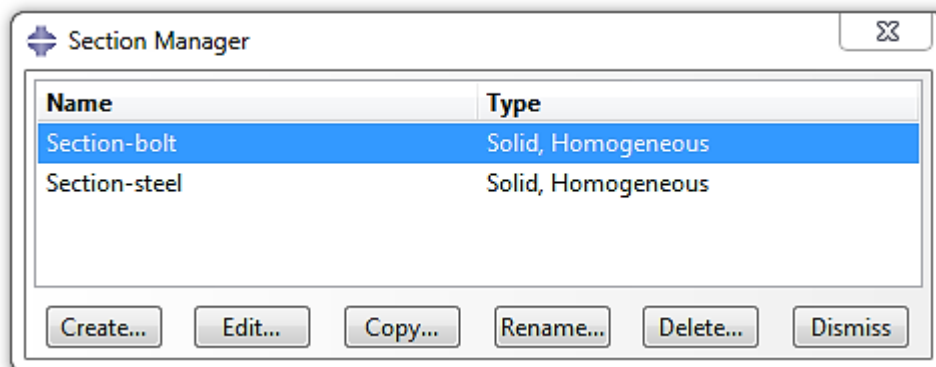 Section Manager
Name Type
Section-bolt Solid, Homogeneous
Section-steel Solid, Homogeneous
Create... Edit... Copy... Rename... Delete... Dismiss